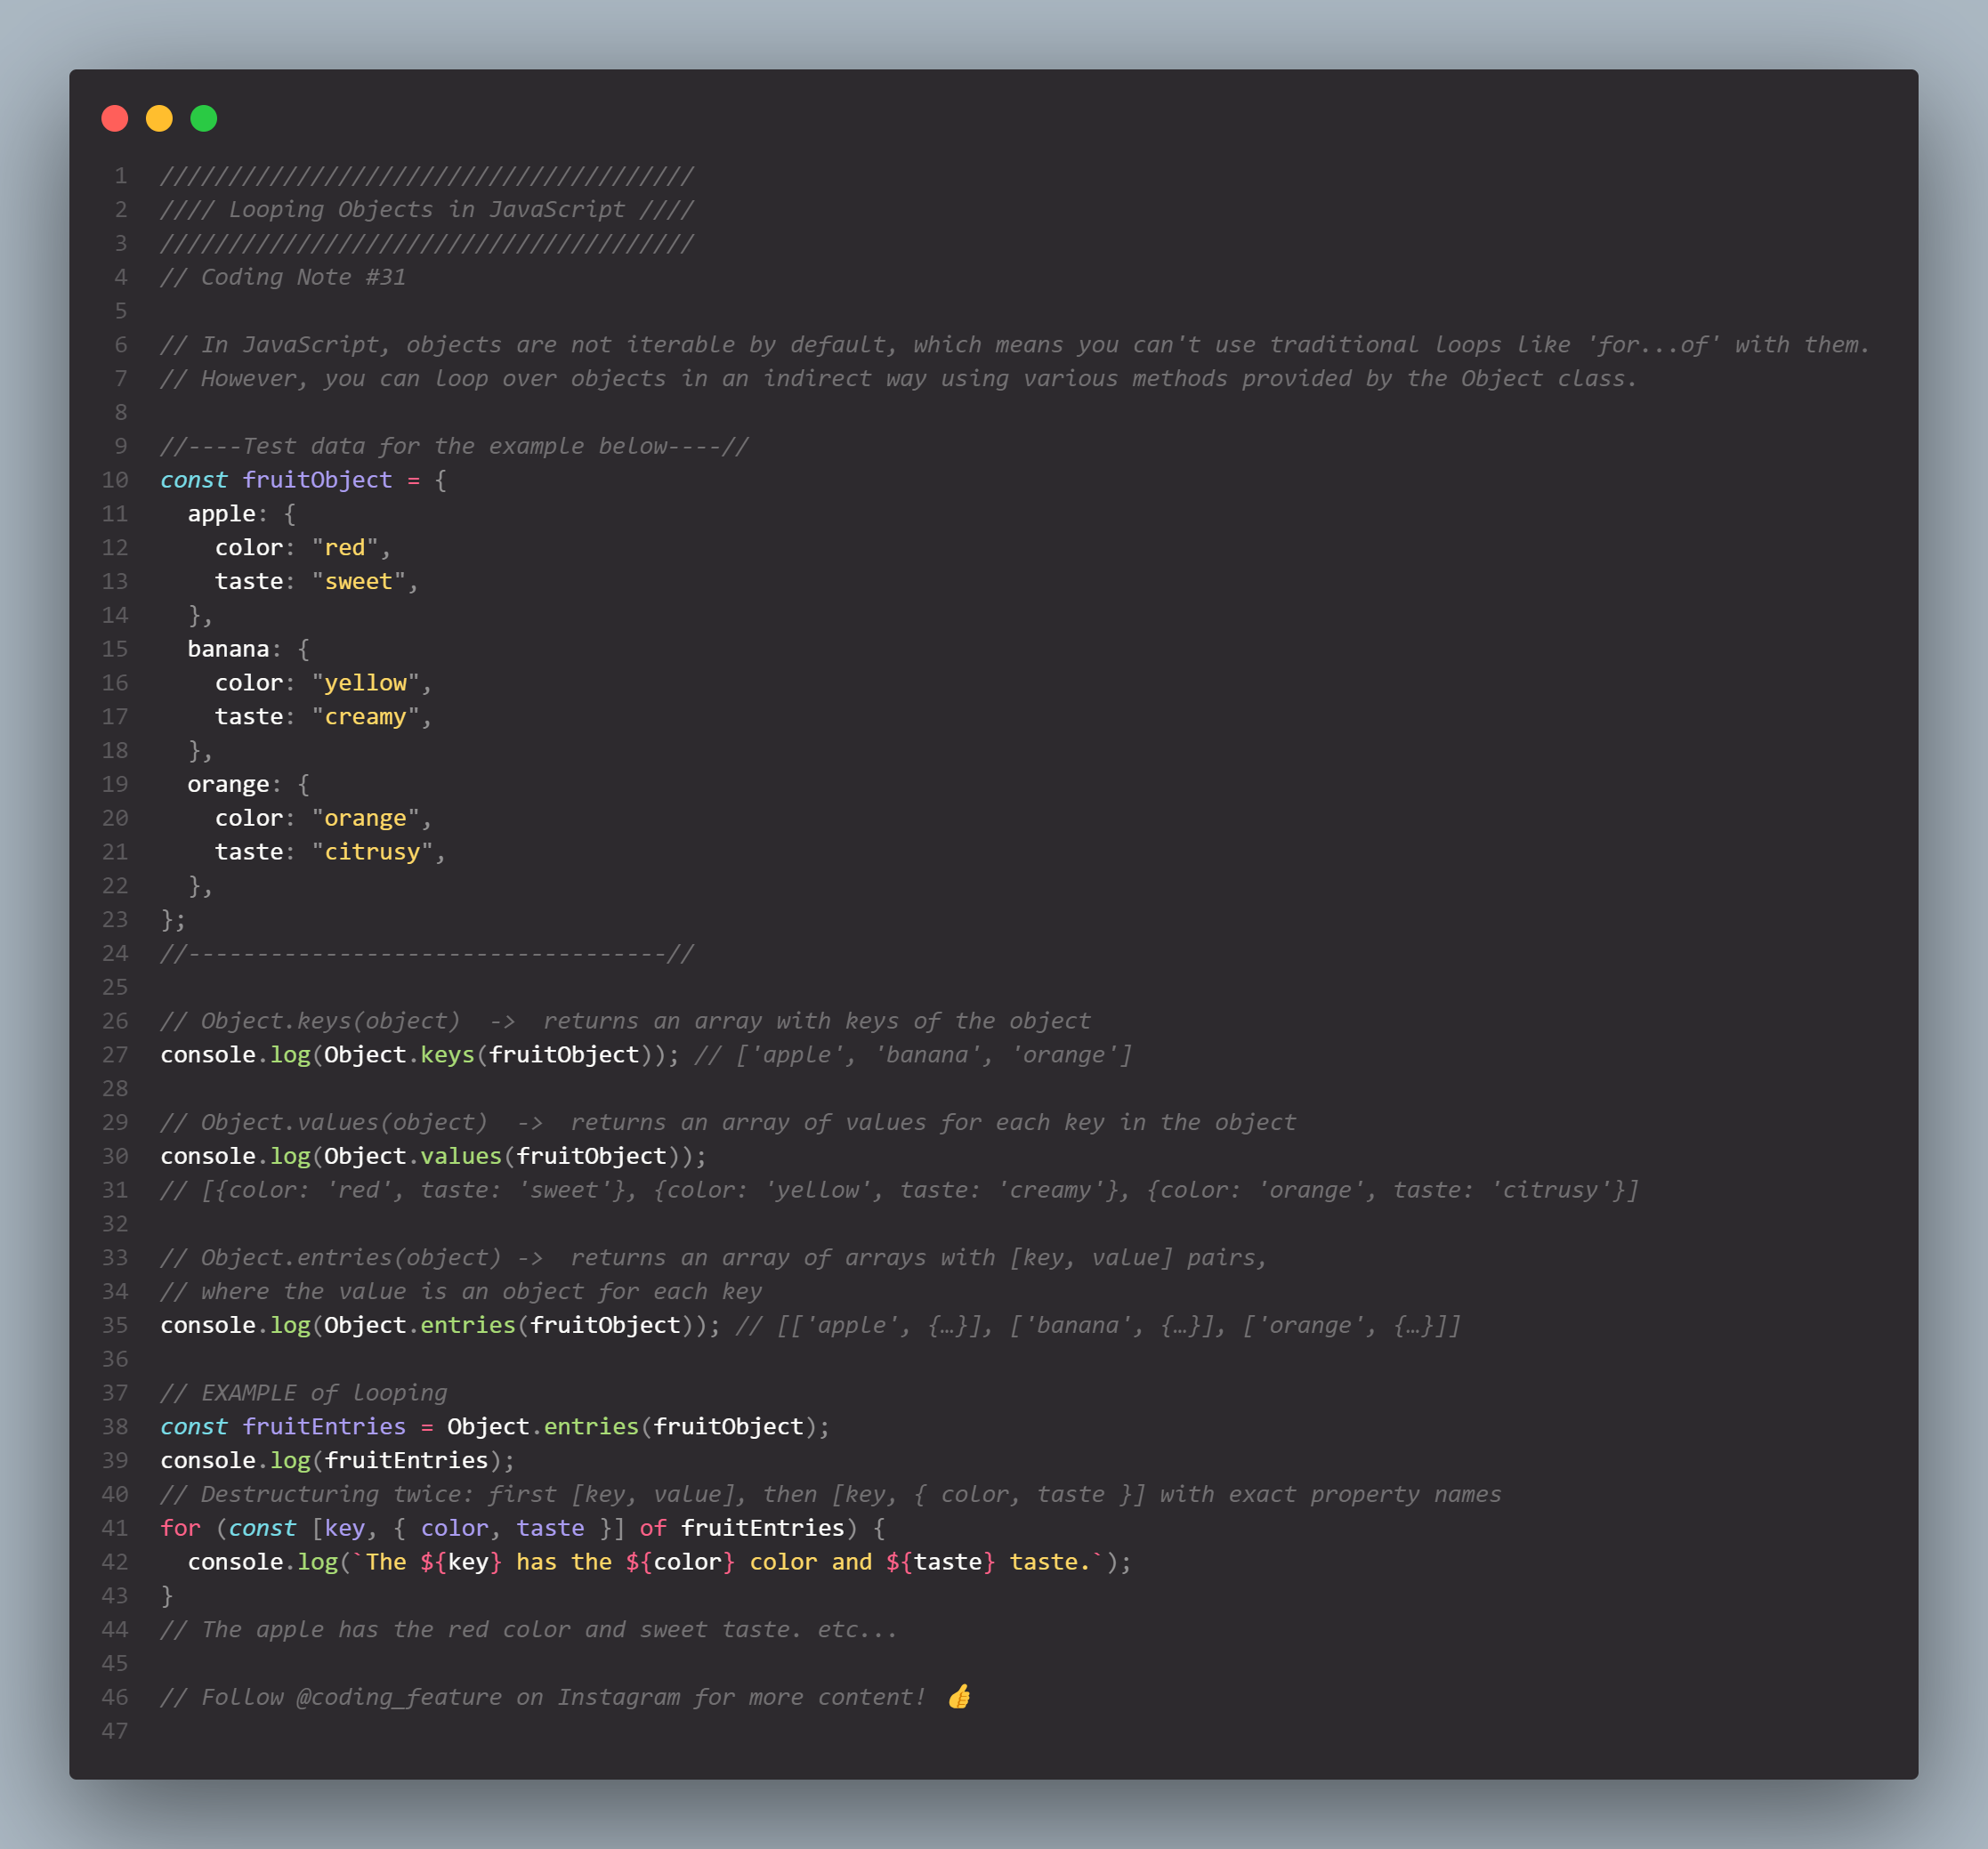 1 ///////////////////////////////////////
2 //// Looping Objects in JavaScript ////
3 ///////////////////////////////////////
4 // Coding Note #31
5
6 // In JavaScript, objects are not iterable by default, which means you can't use traditional loops like 'for...of' with them.
7 // However, you can loop over objects in an indirect way using various methods provided by the Object class.
8
9 //----Test data for the example below----//
10 const fruitObject = {
11   apple: {
12     color: "red",
13     taste: "sweet",
14   },
15   banana: {
16     color: "yellow",
17     taste: "creamy",
18   },
19   orange: {
20     color: "orange",
21     taste: "citrusy",
22   },
23 };
24 //-----------------------------------//
25
26 // Object.keys(object)  ->  returns an array with keys of the object
27 console.log(Object.keys(fruitObject)); // ['apple', 'banana', 'orange']
28
29 // Object.values(object)  ->  returns an array of values for each key in the object
30 console.log(Object.values(fruitObject));
31 // [{color: 'red', taste: 'sweet'}, {color: 'yellow', taste: 'creamy'}, {color: 'orange', taste: 'citrusy'}]
32
33 // Object.entries(object) ->  returns an array of arrays with [key, value] pairs,
34 // where the value is an object for each key
35 console.log(Object.entries(fruitObject)); // [['apple', {…}], ['banana', {…}], ['orange', {…}]]
36
37 // EXAMPLE of looping
38 const fruitEntries = Object.entries(fruitObject);
39 console.log(fruitEntries);
40 // Destructuring twice: first [key, value], then [key, { color, taste }] with exact property names
41 for (const [key, { color, taste }] of fruitEntries) {
42   console.log(`The ${key} has the ${color} color and ${taste} taste.`);
43 }
44 // The apple has the red color and sweet taste. etc...
45
46 // Follow @coding_feature on Instagram for more content! 👍
47